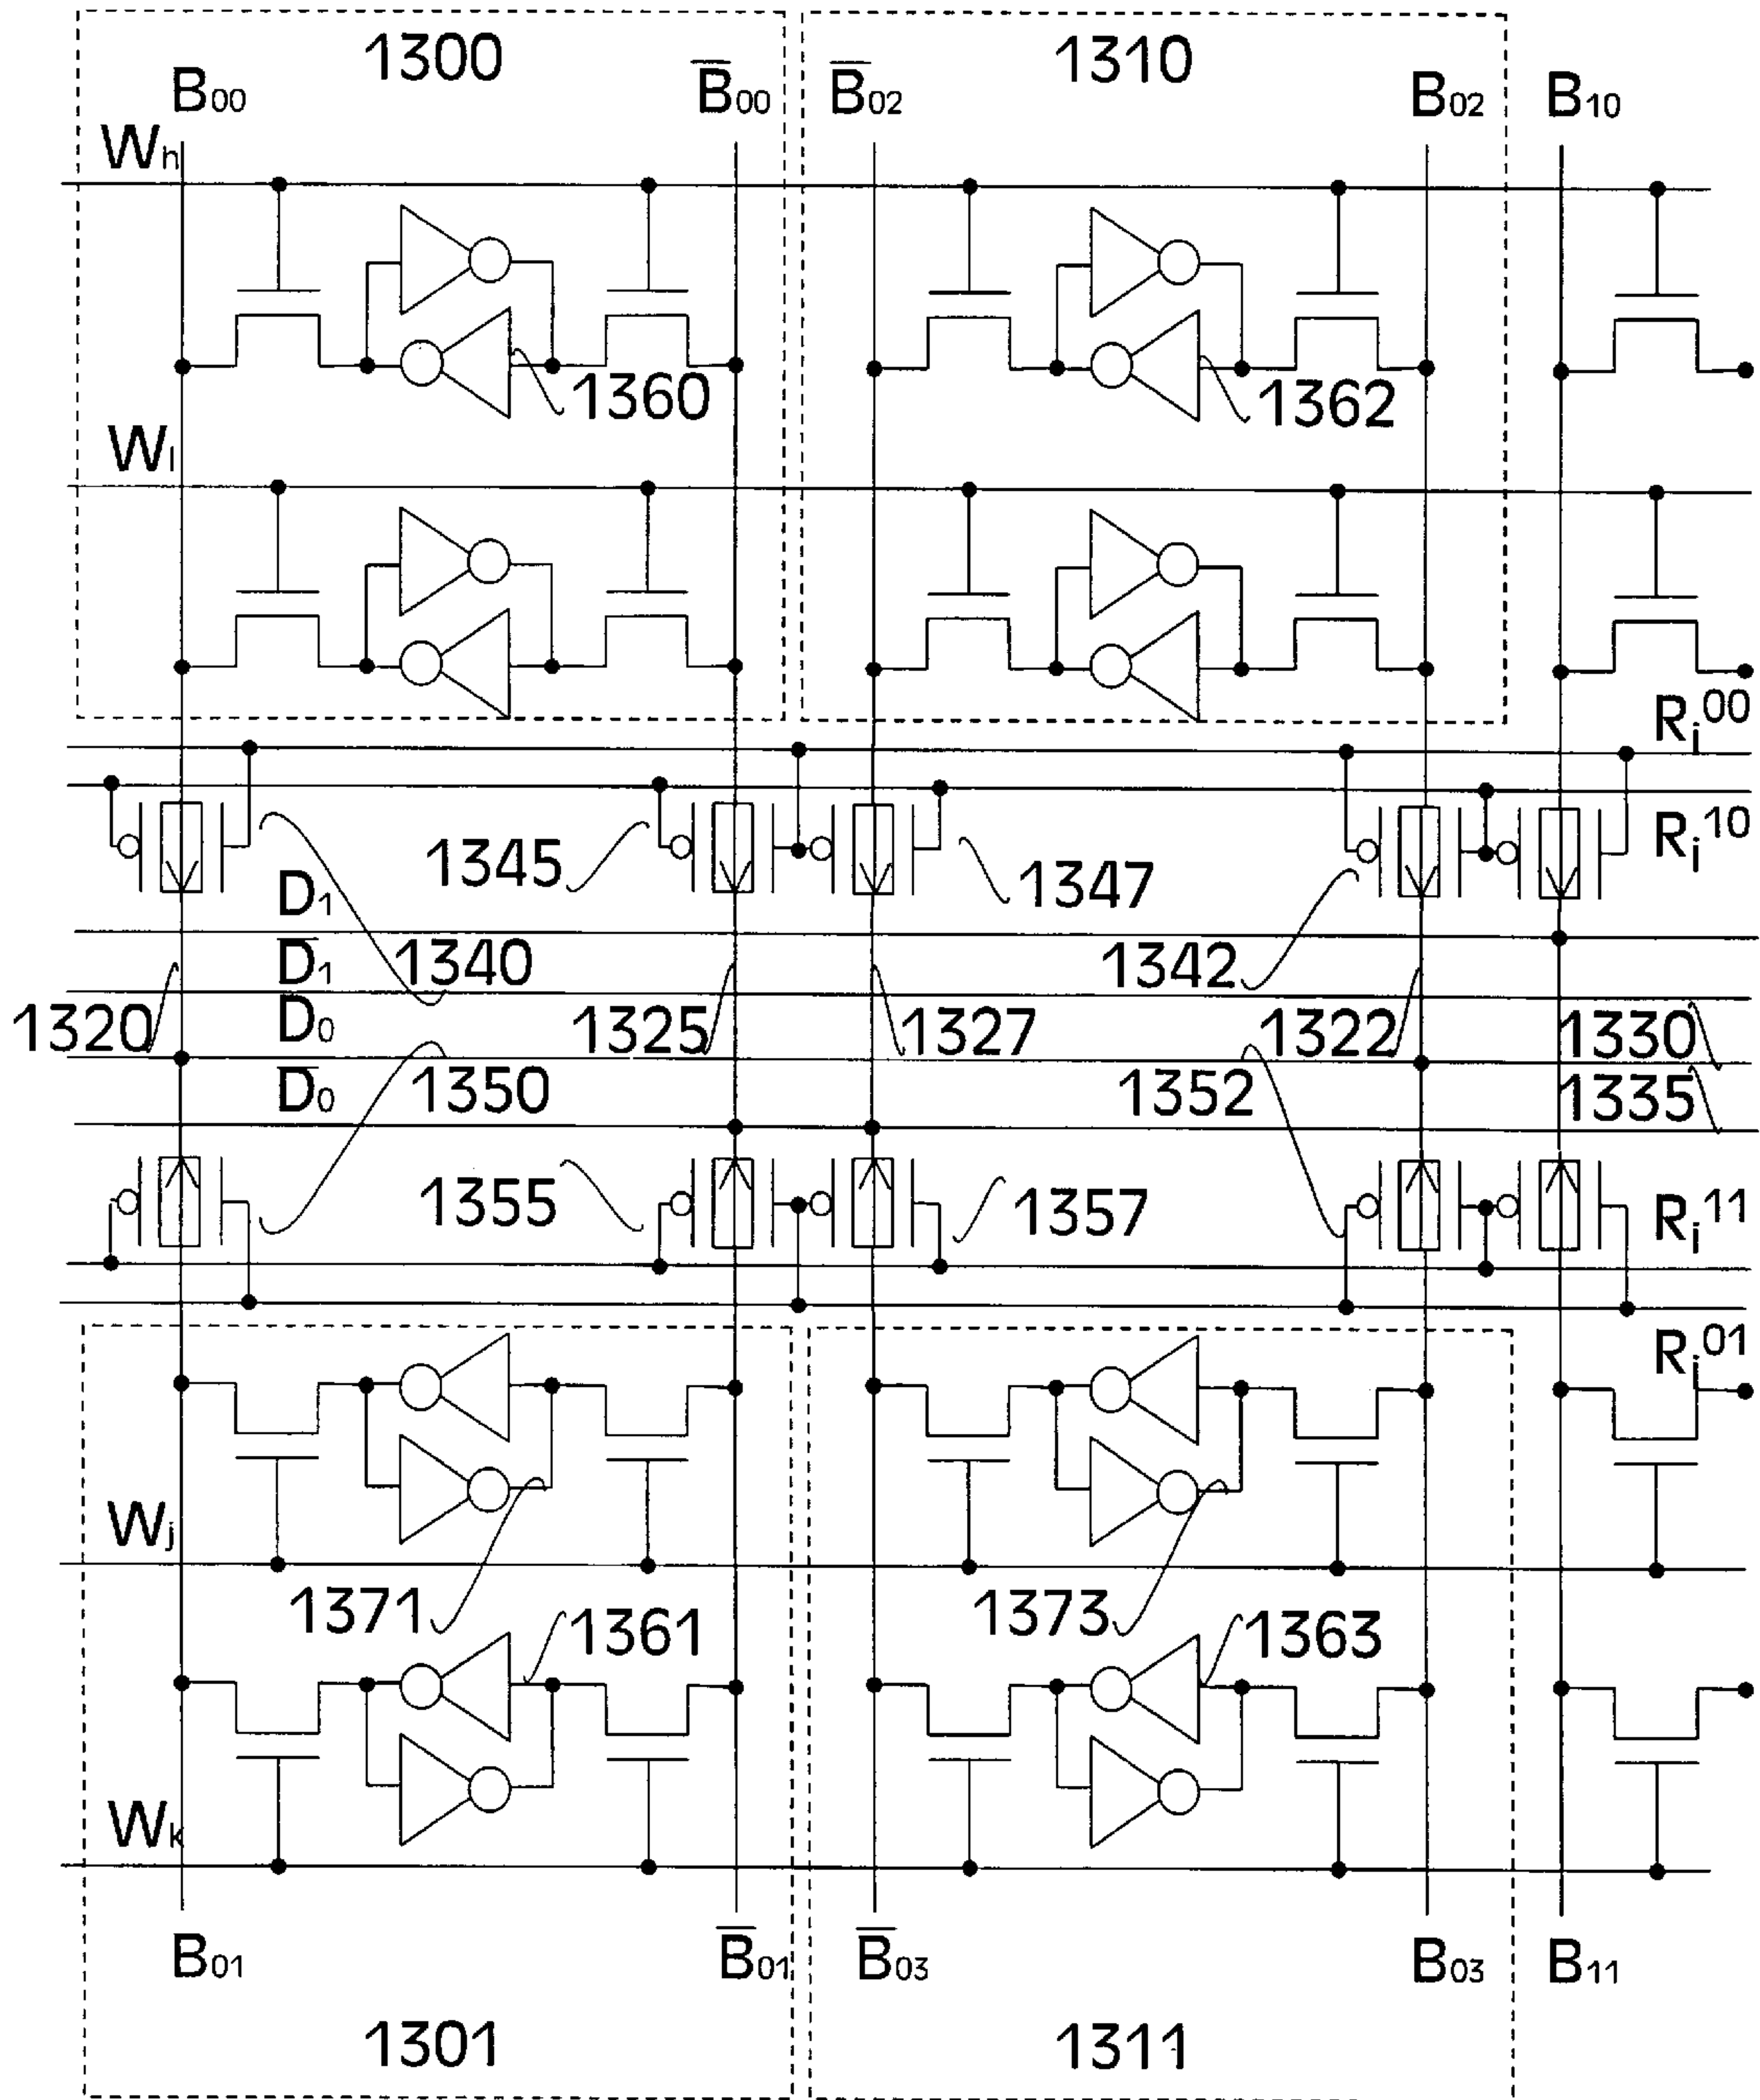 1300 1310
B₀₀ B̅₀₀ B̅₀₂ B₀₂ B₁₀
Wₕ
1360 1362
Wₗ
Rᵢ⁰⁰
1345 1347 Rᵢ¹⁰
D₁
D̅₁ 1340 1342
1320 D₀ 1325 1327 1322 1330
D̅₀ 1350 1352 1335
1355 1357 Rᵢ¹¹
Rᵢ⁰¹
Wⱼ
1371 1361 1373 1363
Wₖ
B₀₁ B̅₀₁ B̅₀₃ B₀₃ B₁₁
1301 1311